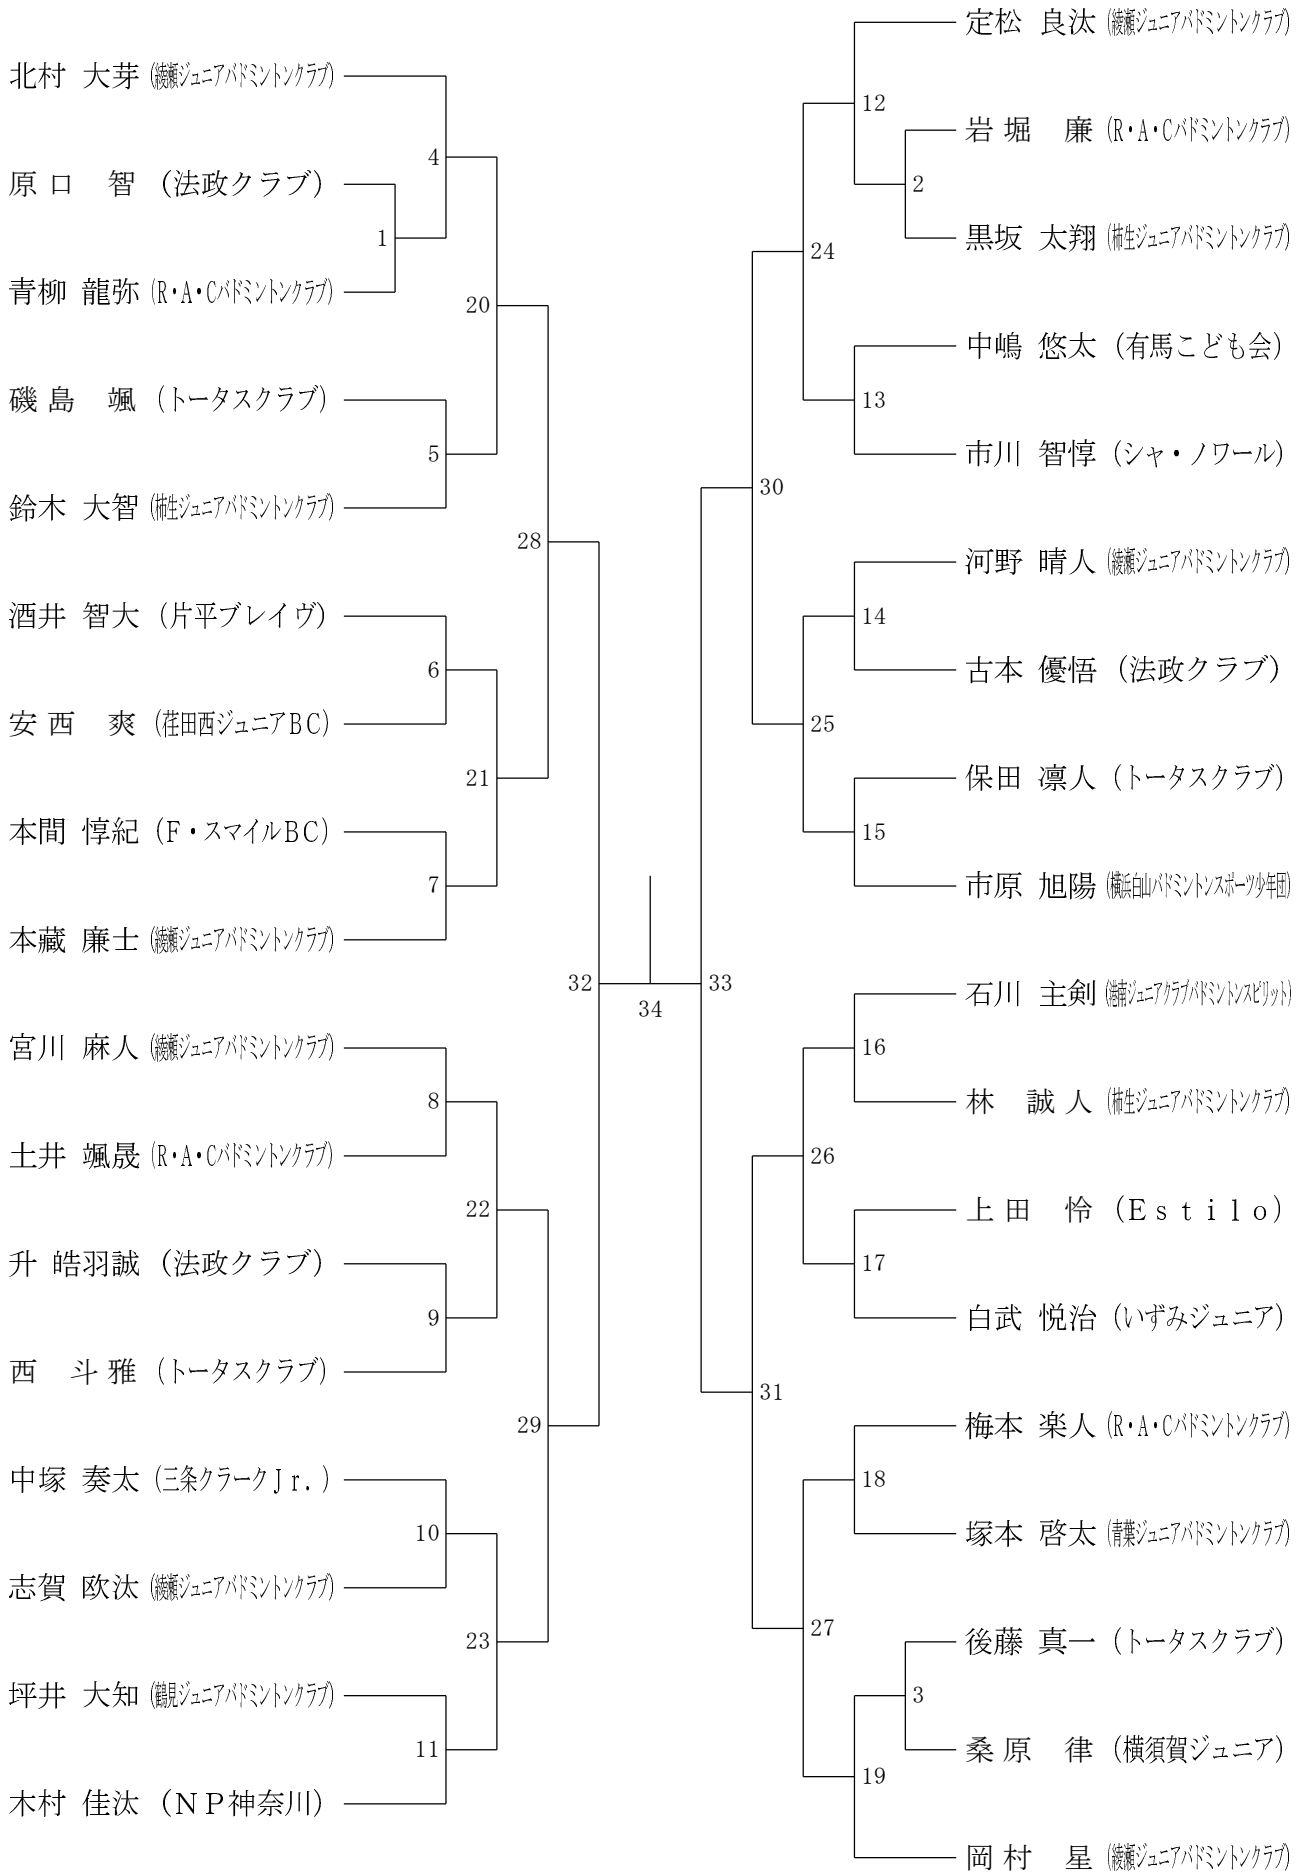 北村 大芽 (綾瀬ジュニアバドミントンクラブ)
4
原口 智 (法政クラブ)
1
青柳 龍弥 (R・A・Cバドミントンクラブ)
20
磯島 颯 (トータスクラブ)
5
鈴木 大智 (柿生ジュニアバドミントンクラブ)
28
酒井 智大 (片平ブレイヴ)
6
安西 爽 (荏田西ジュニアBC)
21
本間 惇紀 (F・スマイルBC)
7
本藏 廉士 (綾瀬ジュニアバドミントンクラブ)
32
宮川 麻人 (綾瀬ジュニアバドミントンクラブ)
8
土井 颯晟 (R・A・Cバドミントンクラブ)
22
升 皓羽誠 (法政クラブ)
9
西 斗雅 (トータスクラブ)
29
中塚 奏太 (三条クラークJr.)
10
志賀 欧汰 (綾瀬ジュニアバドミントンクラブ)
23
坪井 大知 (鶴見ジュニアバドミントンクラブ)
11
木村 佳汰 (NP神奈川)
34
定松 良汰 (綾瀬ジュニアバドミントンクラブ)
12
岩堀 廉 (R・A・Cバドミントンクラブ)
2
黒坂 太翔 (柿生ジュニアバドミントンクラブ)
24
中嶋 悠太 (有馬こども会)
13
市川 智惇 (シャ・ノワール)
30
河野 晴人 (綾瀬ジュニアバドミントンクラブ)
14
古本 優悟 (法政クラブ)
25
保田 凛人 (トータスクラブ)
15
市原 旭陽 (横浜白山バドミントンスポーツ少年団)
33
石川 主剣 (港南ジュニアクラブバドミントンスピリット)
16
林 誠人 (柿生ジュニアバドミントンクラブ)
26
上田 怜 (Estilo)
17
白武 悦治 (いずみジュニア)
31
梅本 楽人 (R・A・Cバドミントンクラブ)
18
塚本 啓太 (青葉ジュニアバドミントンクラブ)
27
後藤 真一 (トータスクラブ)
3
桑原 律 (横須賀ジュニア)
19
岡村 星 (綾瀬ジュニアバドミントンクラブ)